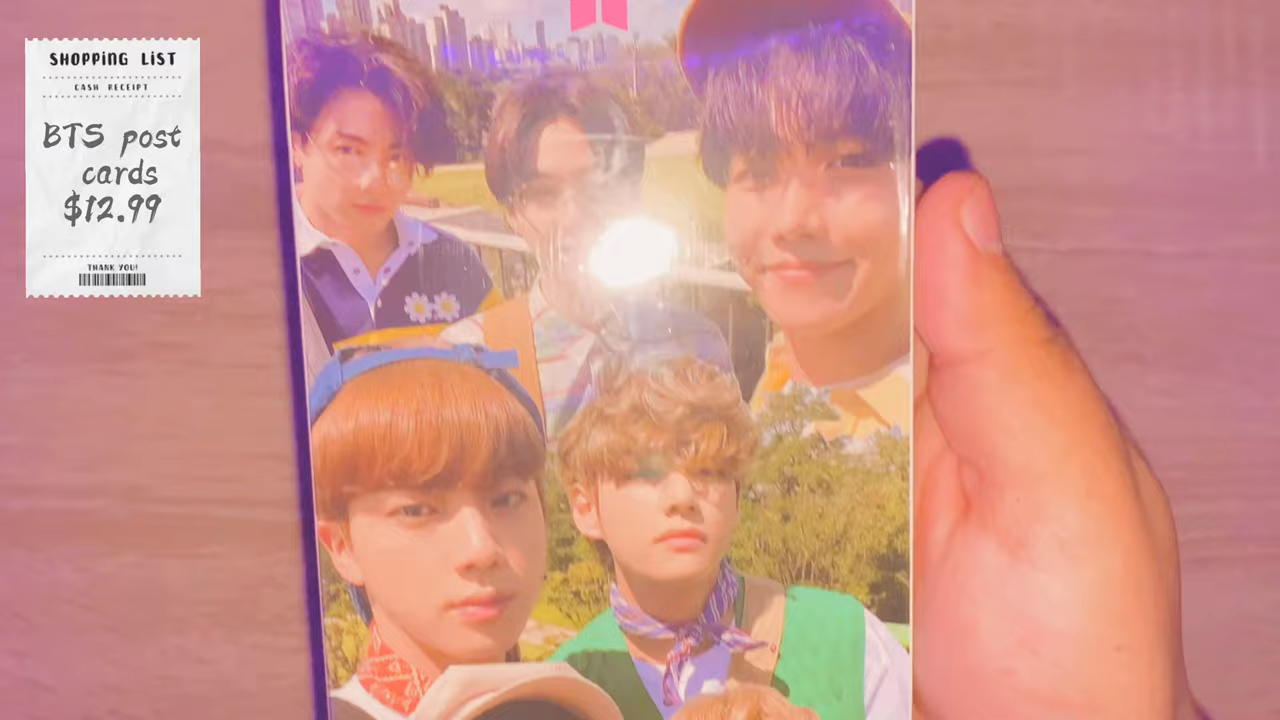 SHOPPING LIST
CASH RECEIPT
BTS post
cards
$12.99
THANK YOU!